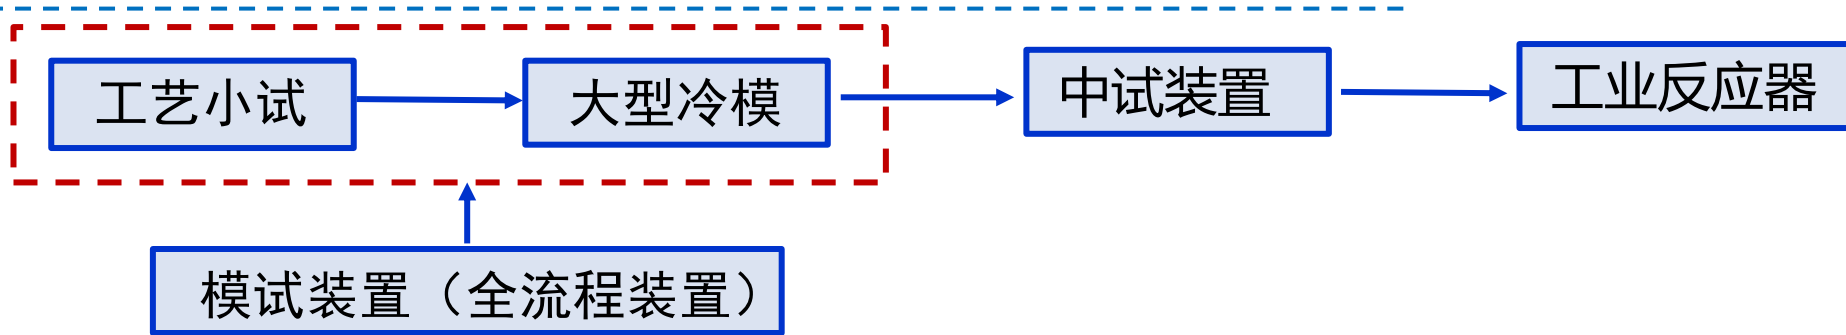 工艺小试
大型冷模
中试装置
工业反应器
模试装置（全流程装置）